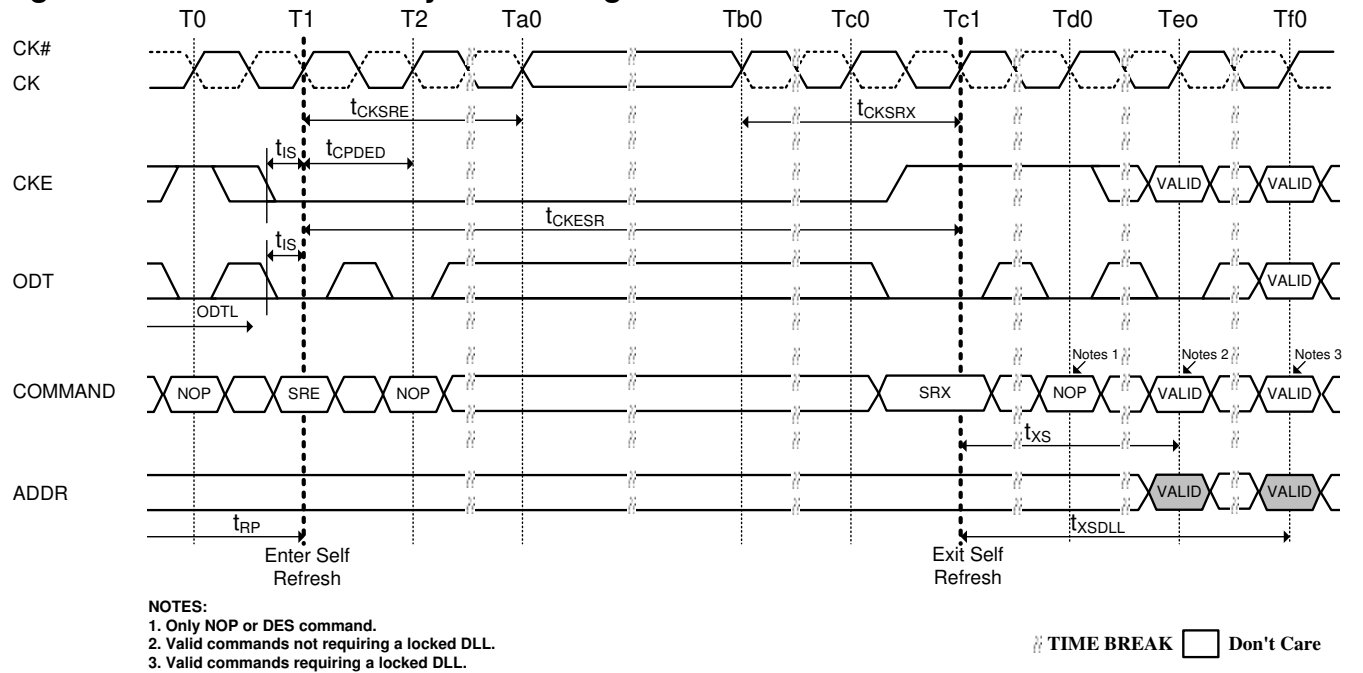 T0 T1 T2 Ta0 Tb0 Tc0 Tc1 Td0 Teo Tf0
CK#
CK
tCKSRE tCKSRX
tIS tCPDED
CKE VALID VALID
tCKESR
tIS
ODT VALID
ODTL
Notes 1 Notes 2 Notes 3
COMMAND NOP SRE NOP SRX NOP VALID VALID
tXS
ADDR VALID VALID
tRP tXSDLL
Enter Self
Refresh
Exit Self
Refresh
NOTES:
1. Only NOP or DES command.
2. Valid commands not requiring a locked DLL.
3. Valid commands requiring a locked DLL.
TIME BREAK Don't Care